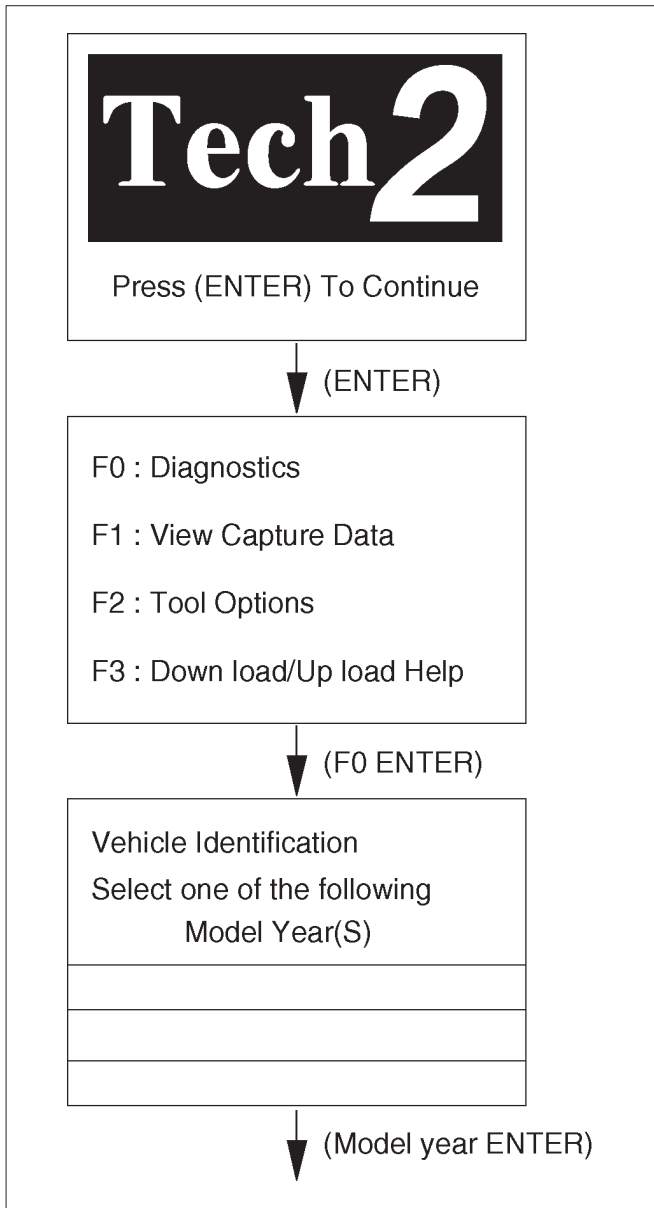 Tech2
Press (ENTER) To Continue
(ENTER)
F0 : Diagnostics
F1 : View Capture Data
F2 : Tool Options
F3 : Down load/Up load Help
(F0 ENTER)
Vehicle Identification
Select one of the following
Model Year(S)
(Model year ENTER)